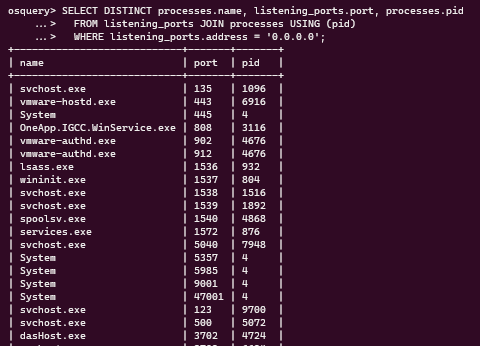 osquery> SELECT DISTINCT processes.name, listening_ports.port, processes.pid
...> FROM listening_ports JOIN processes USING (pid)
...> WHERE listening_ports.address = '0.0.0.0';
+---------------------------+-------+-------+
| name | port | pid |
+---------------------------+-------+-------+
| svchost.exe | 135 | 1096 |
| vmware-hostd.exe | 443 | 6916 |
| System | 445 | 4 |
| OneApp.IGCC.WinService.exe | 808 | 3116 |
| vmware-authd.exe | 902 | 4676 |
| vmware-authd.exe | 912 | 4676 |
| lsass.exe | 1536 | 932 |
| wininit.exe | 1537 | 804 |
| svchost.exe | 1538 | 1516 |
| svchost.exe | 1539 | 1892 |
| spoolsv.exe | 1540 | 4868 |
| services.exe | 1572 | 876 |
| svchost.exe | 5040 | 7948 |
| System | 5357 | 4 |
| System | 5985 | 4 |
| System | 9001 | 4 |
| System | 47001 | 4 |
| svchost.exe | 123 | 9700 |
| svchost.exe | 500 | 5072 |
| dasHost.exe | 3702 | 4724 |